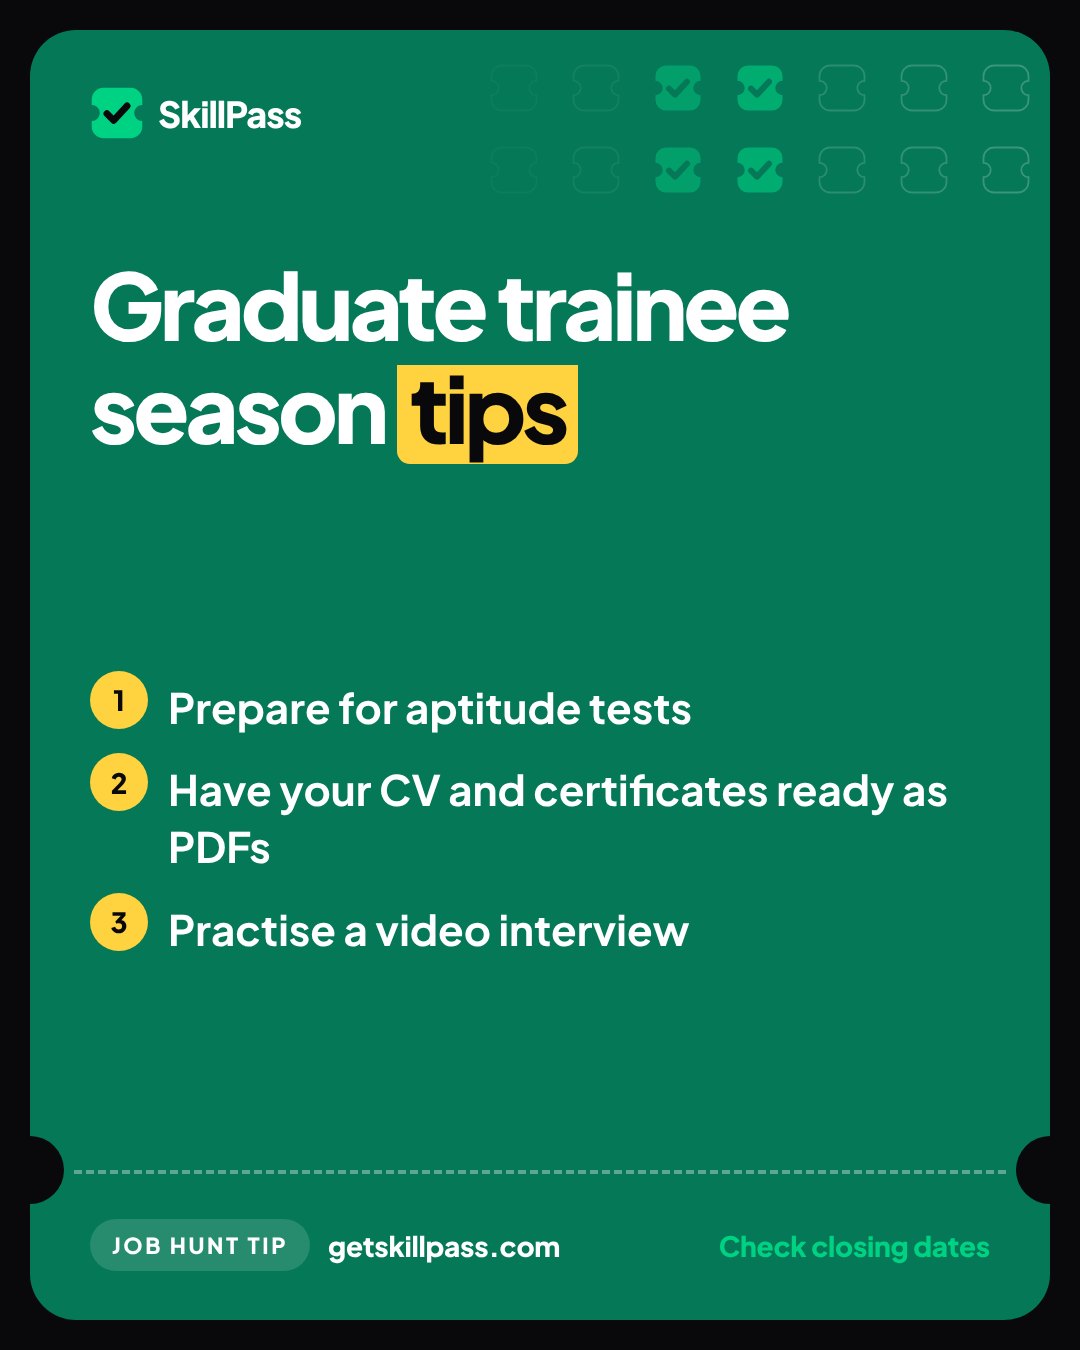 SkillPass
Graduate trainee
season tips
1 Prepare for aptitude tests
2 Have your CV and certificates ready as
PDFs
3 Practise a video interview
JOB HUNT TIP getskillpass.com Check closing dates